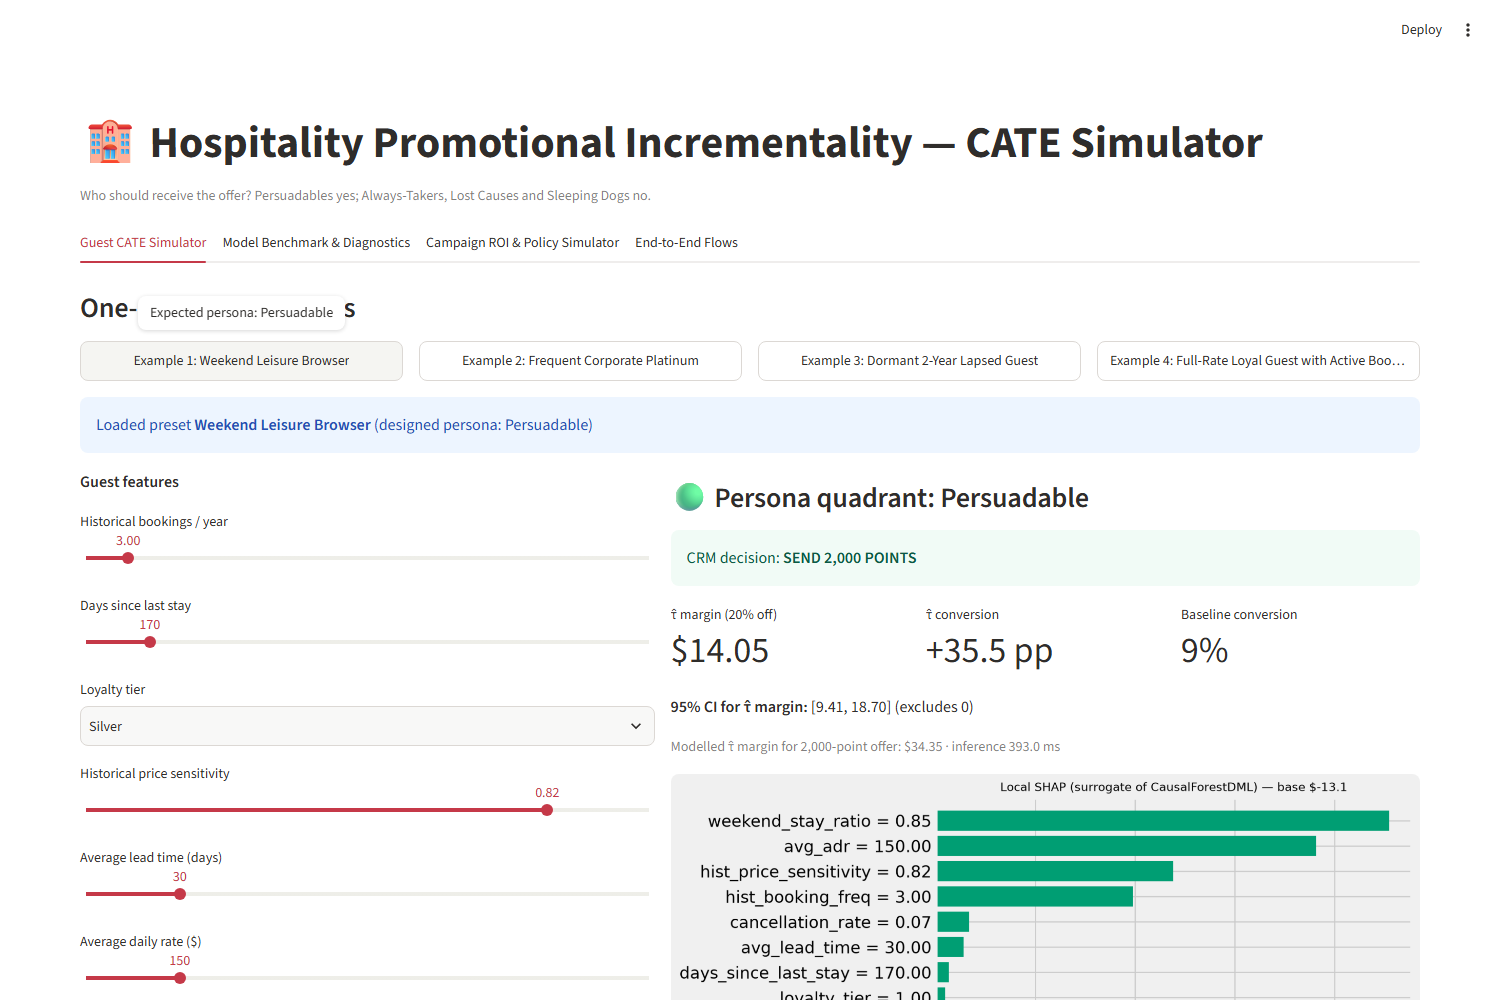 Deploy
Hospitality Promotional Incrementality — CATE Simulator
Who should receive the offer? Persuadables yes; Always-Takers, Lost Causes and Sleeping Dogs no.
Guest CATE Simulator Model Benchmark & Diagnostics Campaign ROI & Policy Simulator End-to-End Flows
One- s
Expected persona: Persuadable
Example 1: Weekend Leisure Browser
Example 2: Frequent Corporate Platinum
Example 3: Dormant 2-Year Lapsed Guest
Example 4: Full-Rate Loyal Guest with Active Boo…
Loaded preset Weekend Leisure Browser (designed persona: Persuadable)
Guest features
Historical bookings / year
3.00
Days since last stay
170
Loyalty tier
Silver
Historical price sensitivity
0.82
Average lead time (days)
30
Average daily rate ($)
150
Persona quadrant: Persuadable
CRM decision: SEND 2,000 POINTS
τ̂ margin (20% off)
$14.05
τ̂ conversion
+35.5 pp
Baseline conversion
9%
95% CI for τ̂ margin: [9.41, 18.70] (excludes 0)
Modelled τ̂ margin for 2,000-point offer: $34.35 · inference 393.0 ms
Local SHAP (surrogate of CausalForestDML) — base $-13.1
weekend_stay_ratio = 0.85
avg_adr = 150.00
hist_price_sensitivity = 0.82
hist_booking_freq = 3.00
cancellation_rate = 0.07
avg_lead_time = 30.00
days_since_last_stay = 170.00
loyalty_tier = 1.00